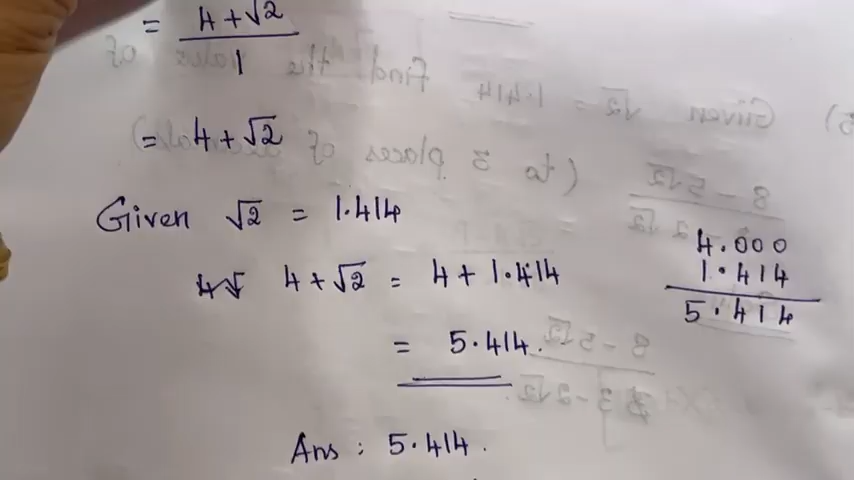 = 4 + √2 / 1
= 4 + √2
Given √2 = 1.414
4 + √2 = 4 + 1.414
= 5.414.
Ans : 5.414.
4.000
1.414
5.414